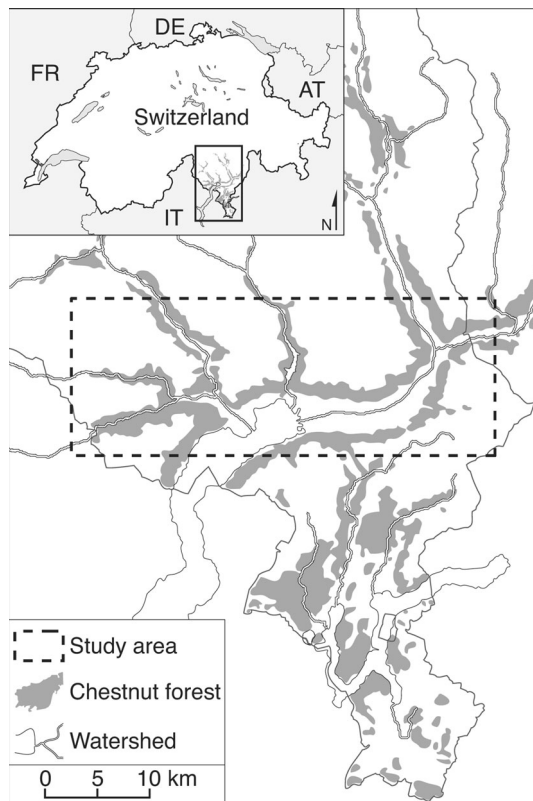 DE
FR
AT
Switzerland
IT
N
Study area
Chestnut forest
Watershed
0 5 10 km